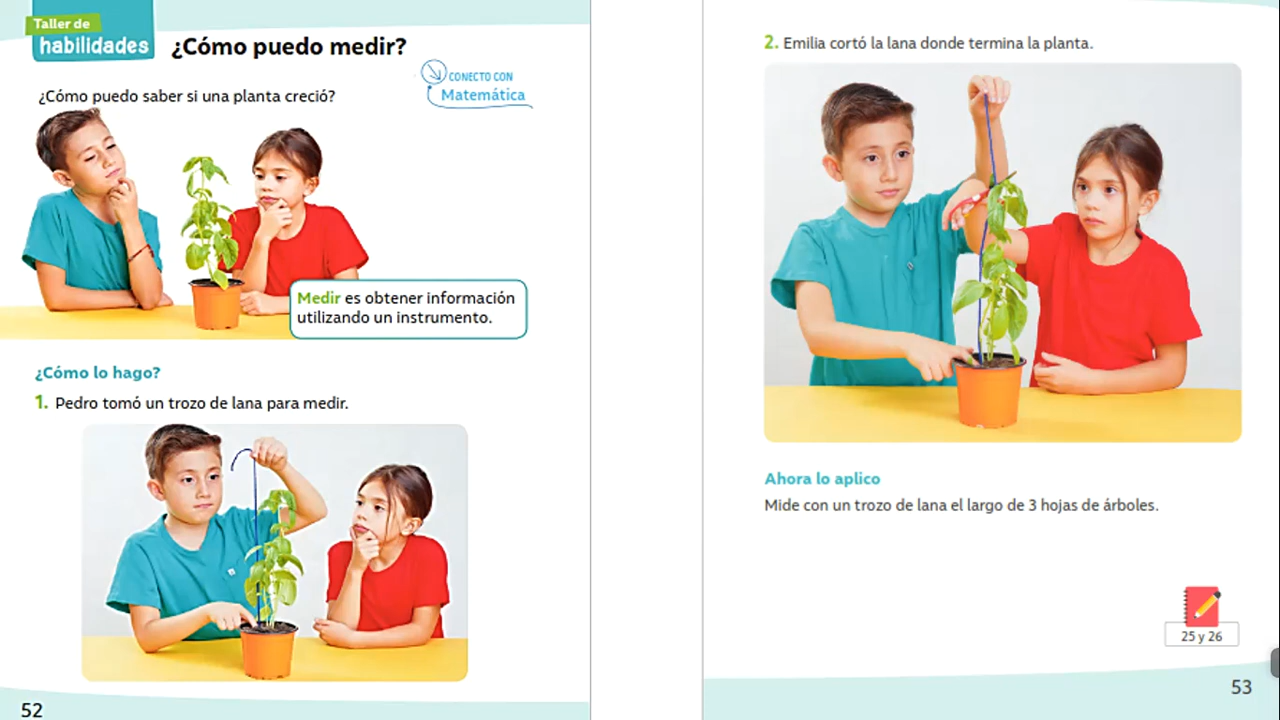 Taller de
habilidades
¿Cómo puedo medir?
CONECTO CON
Matemática
¿Cómo puedo saber si una planta creció?
Medir es obtener información
utilizando un instrumento.
¿Cómo lo hago?
1. Pedro tomó un trozo de lana para medir.
52
2. Emilia cortó la lana donde termina la planta.
Ahora lo aplico
Mide con un trozo de lana el largo de 3 hojas de árboles.
25 y 26
53